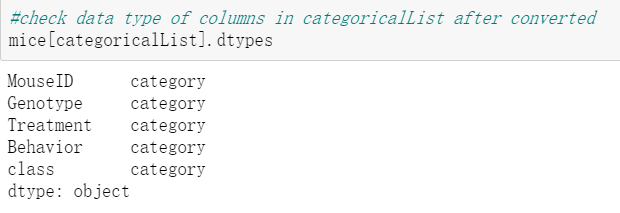 #check data type of columns in categoricalList after converted
mice[categoricalList].dtypes
MouseID category
Genotype category
Treatment category
Behavior category
class category
dtype: object